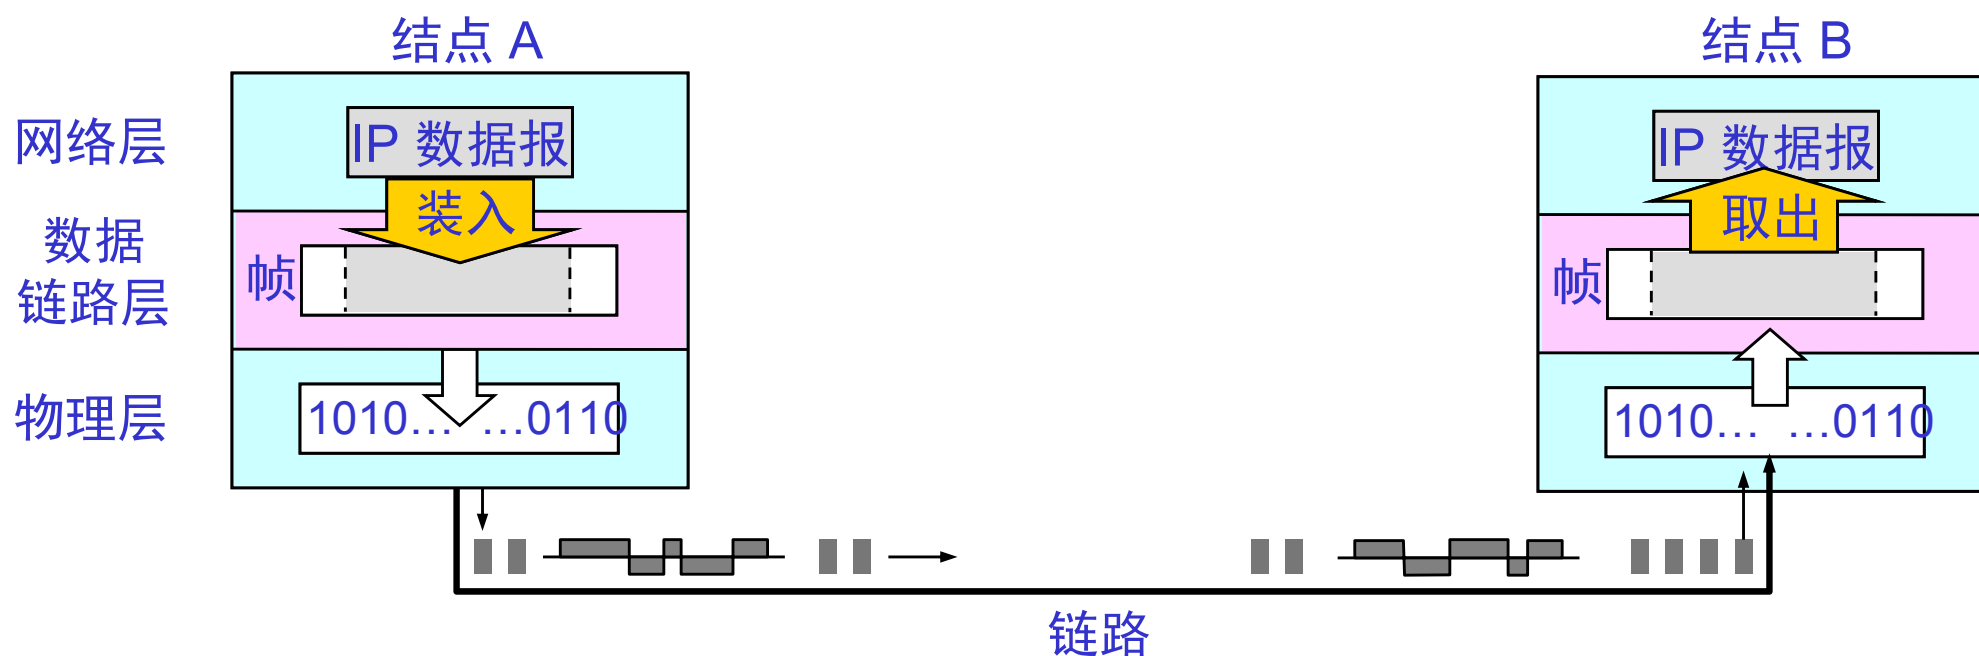 结点 A
结点 B
网络层
IP 数据报
IP 数据报
装入
取出
数据
链路层
帧
帧
物理层
1010… …0110
1010… …0110
链路